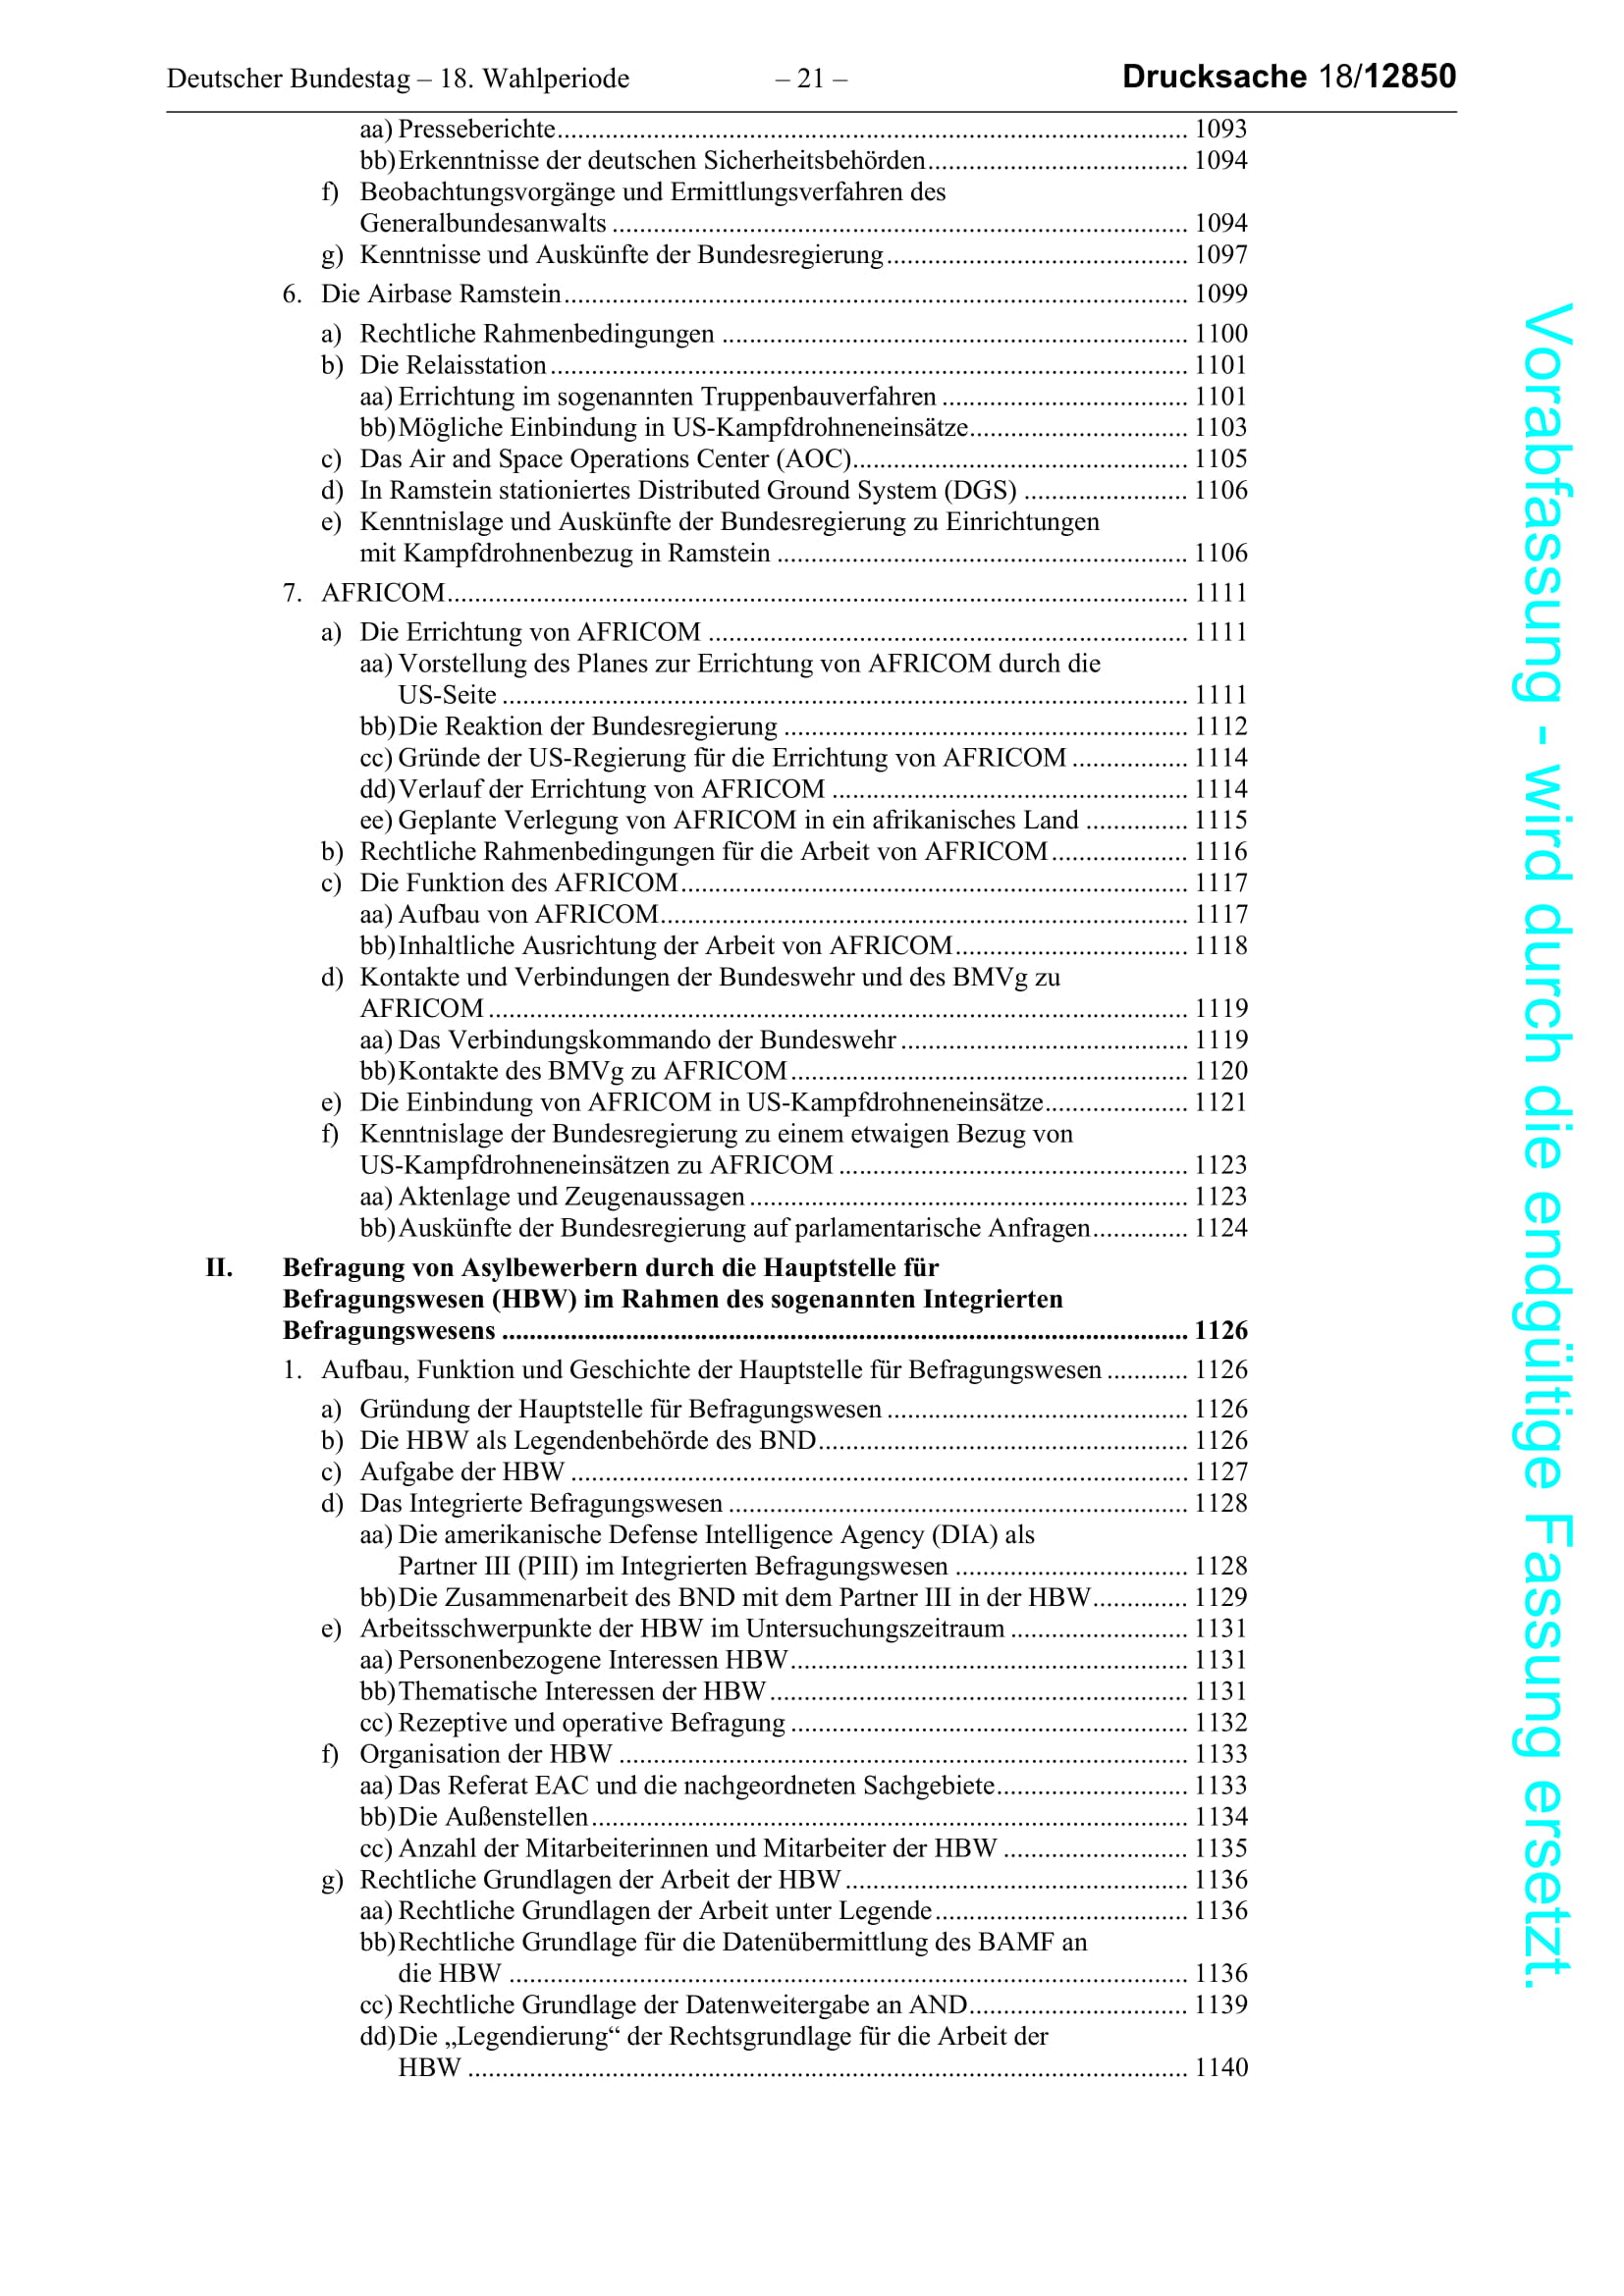 Deutscher Bundestag – 18. Wahlperiode – 21 – Drucksache 18/12850
aa) Presseberichte........ 1093
bb) Erkenntnisse der deutschen Sicherheitsbehörden........ 1094
f) Beobachtungsvorgänge und Ermittlungsverfahren des
Generalbundesanwalts ........ 1094
g) Kenntnisse und Auskünfte der Bundesregierung........ 1097
6. Die Airbase Ramstein........ 1099
a) Rechtliche Rahmenbedingungen ........ 1100
b) Die Relaisstation........ 1101
aa) Errichtung im sogenannten Truppenbauverfahren ........ 1101
bb) Mögliche Einbindung in US-Kampfdrohneneinsätze........ 1103
c) Das Air and Space Operations Center (AOC)........ 1105
d) In Ramstein stationiertes Distributed Ground System (DGS) ........ 1106
e) Kenntnislage und Auskünfte der Bundesregierung zu Einrichtungen
mit Kampfdrohnenbezug in Ramstein ........ 1106
7. AFRICOM........ 1111
a) Die Errichtung von AFRICOM ........ 1111
aa) Vorstellung des Planes zur Errichtung von AFRICOM durch die
US-Seite ........ 1111
bb) Die Reaktion der Bundesregierung ........ 1112
cc) Gründe der US-Regierung für die Errichtung von AFRICOM ........ 1114
dd) Verlauf der Errichtung von AFRICOM ........ 1114
ee) Geplante Verlegung von AFRICOM in ein afrikanisches Land ........ 1115
b) Rechtliche Rahmenbedingungen für die Arbeit von AFRICOM........ 1116
c) Die Funktion des AFRICOM........ 1117
aa) Aufbau von AFRICOM........ 1117
bb) Inhaltliche Ausrichtung der Arbeit von AFRICOM........ 1118
d) Kontakte und Verbindungen der Bundeswehr und des BMVg zu
AFRICOM ........ 1119
aa) Das Verbindungskommando der Bundeswehr ........ 1119
bb) Kontakte des BMVg zu AFRICOM........ 1120
e) Die Einbindung von AFRICOM in US-Kampfdrohneneinsätze........ 1121
f) Kenntnislage der Bundesregierung zu einem etwaigen Bezug von
US-Kampfdrohneneinsätzen zu AFRICOM ........ 1123
aa) Aktenlage und Zeugenaussagen ........ 1123
bb) Auskünfte der Bundesregierung auf parlamentarische Anfragen........ 1124
II. Befragung von Asylbewerbern durch die Hauptstelle für
Befragungswesen (HBW) im Rahmen des sogenannten Integrierten
Befragungswesens ........ 1126
1. Aufbau, Funktion und Geschichte der Hauptstelle für Befragungswesen ........ 1126
a) Gründung der Hauptstelle für Befragungswesen ........ 1126
b) Die HBW als Legendenbehörde des BND........ 1126
c) Aufgabe der HBW ........ 1127
d) Das Integrierte Befragungswesen ........ 1128
aa) Die amerikanische Defense Intelligence Agency (DIA) als
Partner III (PIII) im Integrierten Befragungswesen ........ 1128
bb) Die Zusammenarbeit des BND mit dem Partner III in der HBW........ 1129
e) Arbeitsschwerpunkte der HBW im Untersuchungszeitraum ........ 1131
aa) Personenbezogene Interessen HBW........ 1131
bb) Thematische Interessen der HBW ........ 1131
cc) Rezeptive und operative Befragung ........ 1132
f) Organisation der HBW ........ 1133
aa) Das Referat EAC und die nachgeordneten Sachgebiete........ 1133
bb) Die Außenstellen........ 1134
cc) Anzahl der Mitarbeiterinnen und Mitarbeiter der HBW ........ 1135
g) Rechtliche Grundlagen der Arbeit der HBW ........ 1136
aa) Rechtliche Grundlagen der Arbeit unter Legende........ 1136
bb) Rechtliche Grundlage für die Datenübermittlung des BAMF an
die HBW ........ 1136
cc) Rechtliche Grundlage der Datenweitergabe an AND........ 1139
dd) Die „Legendierung“ der Rechtsgrundlage für die Arbeit der
HBW ........ 1140
Vorabfassung - wird durch die endgültige Fassung ersetzt.